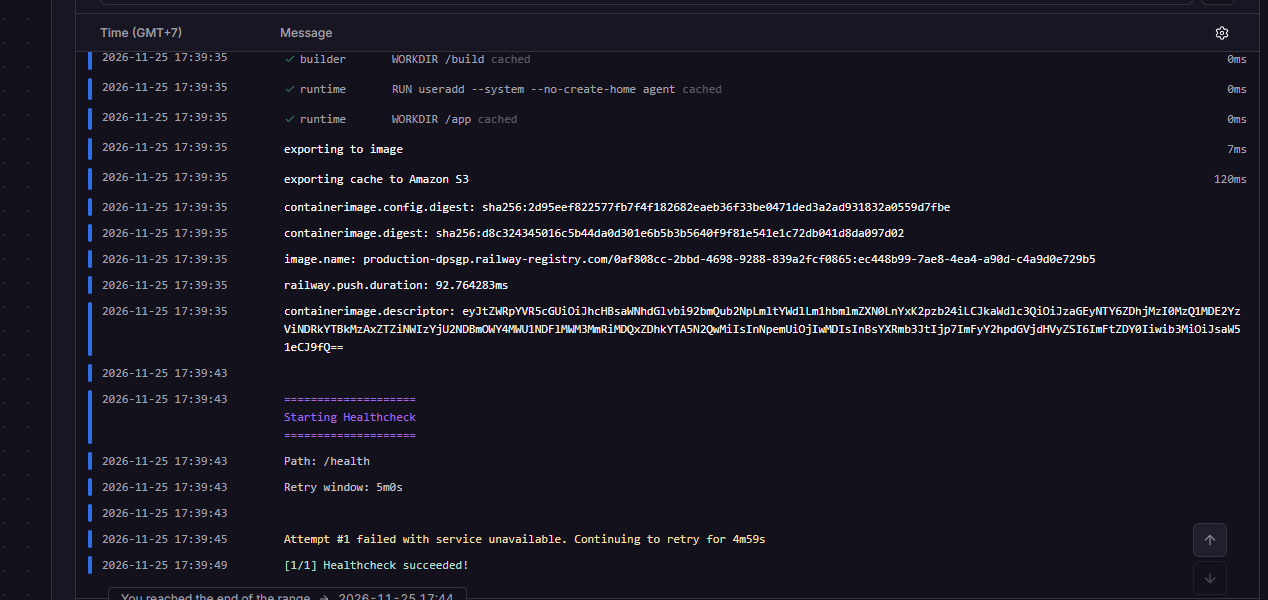 Time (GMT+7) Message
2026-11-25 17:39:35 ✓ builder WORKDIR /build cached 0ms
2026-11-25 17:39:35 ✓ runtime RUN useradd --system --no-create-home agent cached 0ms
2026-11-25 17:39:35 ✓ runtime WORKDIR /app cached 0ms
2026-11-25 17:39:35 exporting to image 7ms
2026-11-25 17:39:35 exporting cache to Amazon S3 120ms
2026-11-25 17:39:35 containerimage.config.digest: sha256:2d95eef822577fb7f4f182682eaeb36f33be0471ded3a2ad931832a0559d7fbe
2026-11-25 17:39:35 containerimage.digest: sha256:d8c324345016c5b44da0d301e6b5b3b5640f9f81e541e1c72db041d8da097d02
2026-11-25 17:39:35 image.name: production-dpsgp.railway-registry.com/0af808cc-2bbd-4698-9288-839a2fcf0865:ec448b99-7ae8-4ea4-a90d-c4a9d0e729b5
2026-11-25 17:39:35 railway.push.duration: 92.764283ms
2026-11-25 17:39:35 containerimage.descriptor: eyJtZWRpYVR5cGUiOiJhcHBsaWNhdGlvbi92bmQub2NpLmltYWdlLm1hbmlmZXN0LnYxK2pzb24iLCJkaWdlc3QiOiJzaGEyNTY6ZDhjMzI0MzQ1MDE2Yz
ViNDRkYTBkMzAxZTZiNWIzYjU2NDBmOWY4MWU1NDFlMWM3MmRiMDQxZDhkYTA5N2QwMiIsInNpemUiOjIwMDIsInBsYXRmb3JtIjp7ImFyY2hpdGVjdHVyZSI6ImFtZDY0Iiwib3MiOiJsaW5
1eCJ9fQ==
2026-11-25 17:39:43
2026-11-25 17:39:43 ====================
Starting Healthcheck
====================
2026-11-25 17:39:43 Path: /health
2026-11-25 17:39:43 Retry window: 5m0s
2026-11-25 17:39:43
2026-11-25 17:39:45 Attempt #1 failed with service unavailable. Continuing to retry for 4m59s
2026-11-25 17:39:49 [1/1] Healthcheck succeeded!
You reached the end of the range → 2026-11-25 17:44